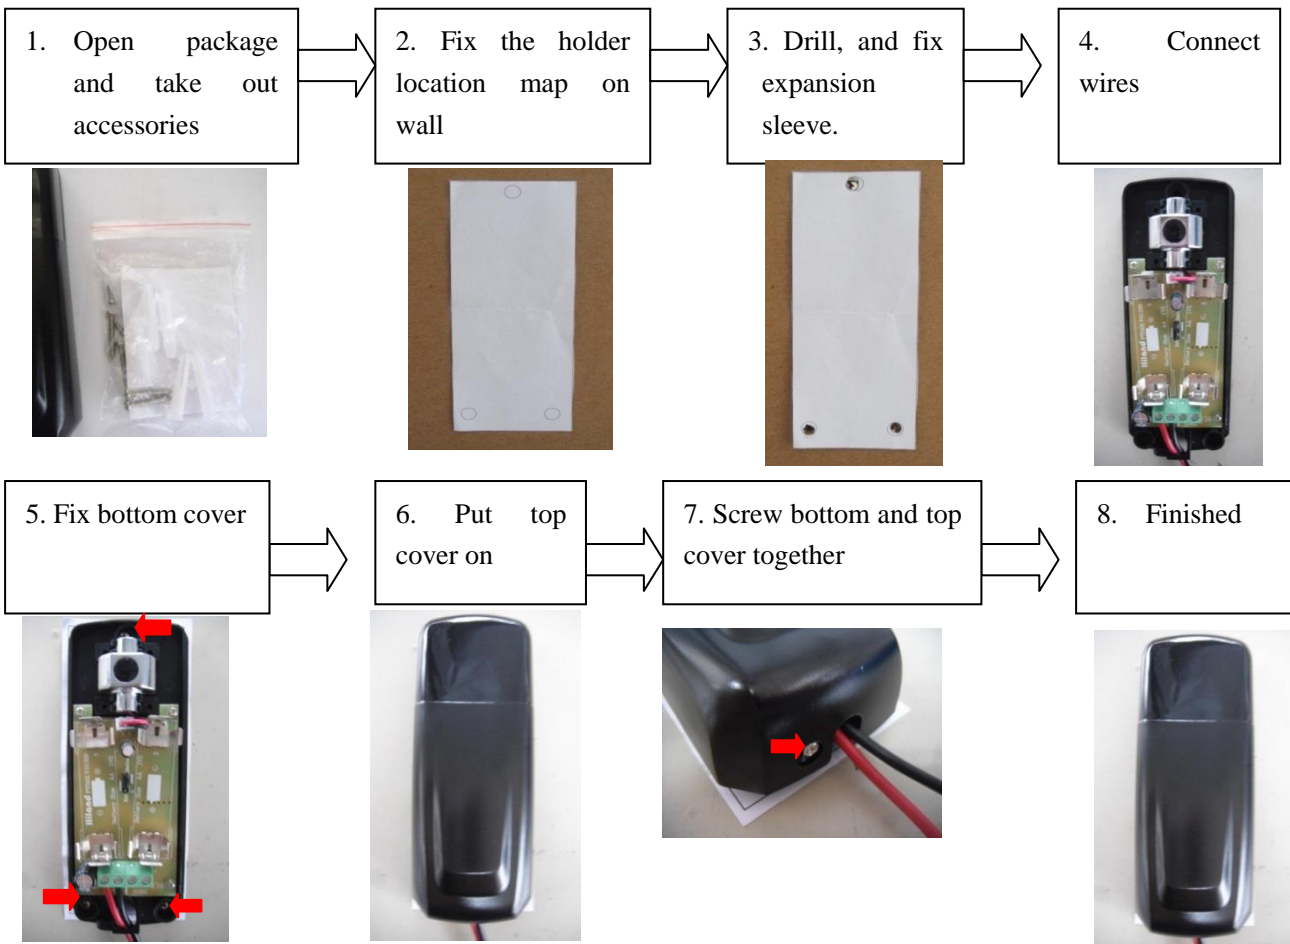 1. Open package
and take out
accessories
2. Fix the holder
location map on
wall
3. Drill, and fix
expansion
sleeve.
4. Connect
wires
5. Fix bottom cover
6. Put top
cover on
7. Screw bottom and top
cover together
8. Finished
Hiland